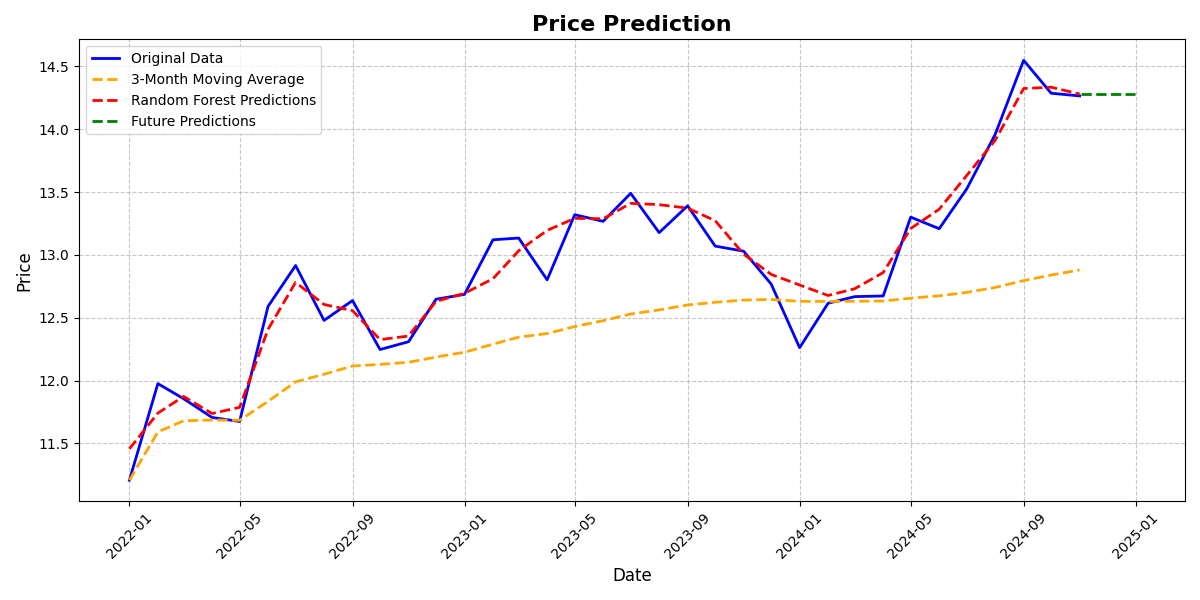 Price Prediction
Original Data
3-Month Moving Average
Random Forest Predictions
Future Predictions
14.5
14.0
13.5
13.0
12.5
12.0
11.5
Price
2022-01
2022-05
2022-09
2023-01
2023-05
2023-09
2024-01
2024-05
2024-09
2025-01
Date